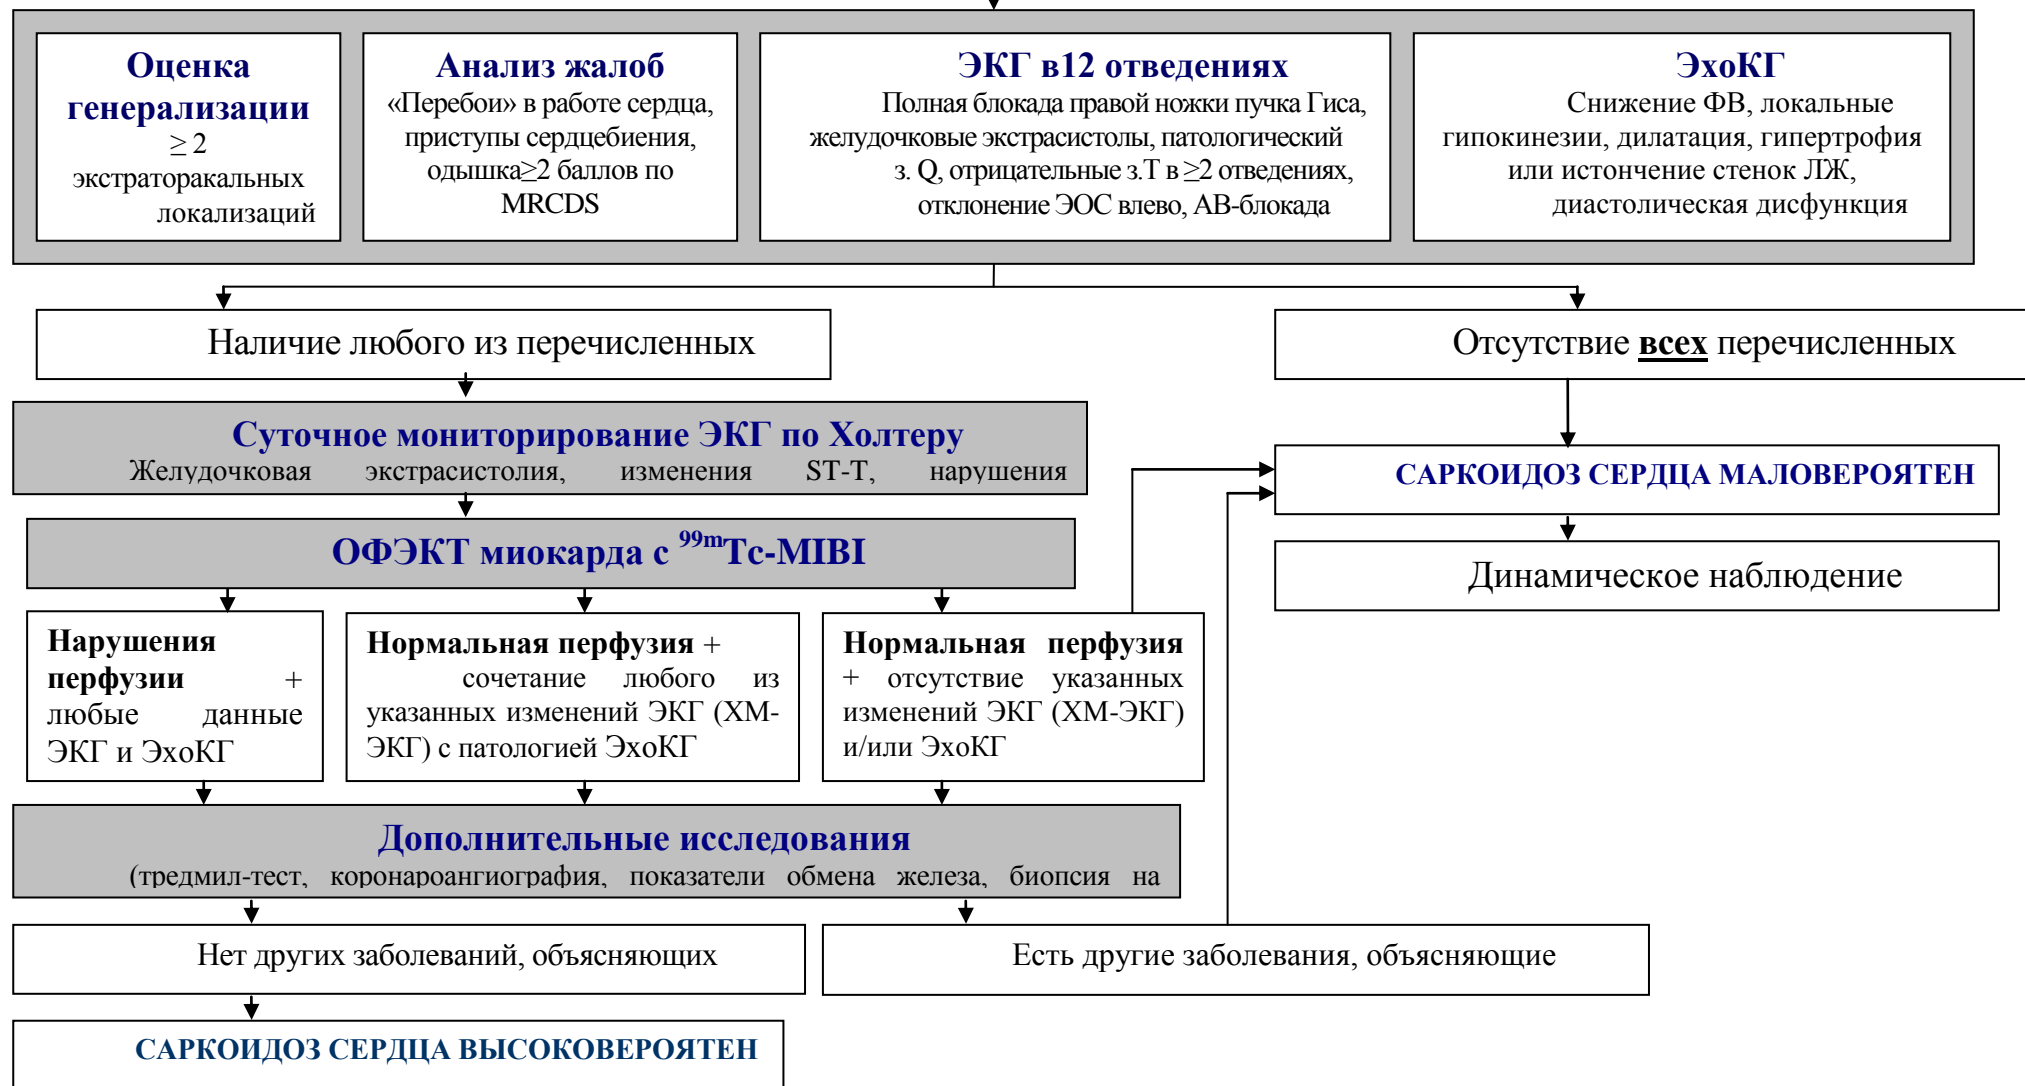 Оценка
генерализации
≥ 2
экстраторакальных
локализаций
Анализ жалоб
«Перебои» в работе сердца,
приступы сердцебиения,
одышка≥2 баллов по
MRCDS
ЭКГ в12 отведениях
Полная блокада правой ножки пучка Гиса,
желудочковые экстрасистолы, патологический
з. Q, отрицательные з.Т в ≥2 отведениях,
отклонение ЭОС влево, АВ-блокада
ЭхоКГ
Снижение ФВ, локальные
гипокинезии, дилатация, гипертрофия
или истончение стенок ЛЖ,
диастолическая дисфункция
Наличие любого из перечисленных
Отсутствие всех перечисленных
Суточное мониторирование ЭКГ по Холтеру
Желудочковая экстрасистолия, изменения ST-T, нарушения
САРКОИДОЗ СЕРДЦА МАЛОВЕРОЯТЕН
ОФЭКТ миокарда с 99mTc-MIBI
Динамическое наблюдение
Нарушения
перфузии +
любые данные
ЭКГ и ЭхоКГ
Нормальная перфузия +
сочетание любого из
указанных изменений ЭКГ (ХМ-
ЭКГ) с патологией ЭхоКГ
Нормальная перфузия
+ отсутствие указанных
изменений ЭКГ (ХМ-ЭКГ)
и/или ЭхоКГ
Дополнительные исследования
(тредмил-тест, коронароангиография, показатели обмена железа, биопсия на
Нет других заболеваний, объясняющих
Есть другие заболевания, объясняющие
САРКОИДОЗ СЕРДЦА ВЫСОКОВЕРОЯТЕН